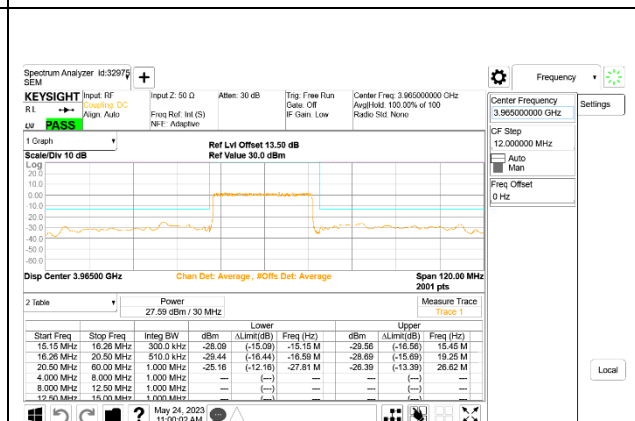 Spectrum Analyzer Id:32975
SEM
Frequency
KEYSIGHT
RL
PASS
Input: RF
Coupling: DC
Align: Auto
Input Z: 50 Ω
Freq Ref: Int (S)
NFE: Adaptive
Atten: 30 dB
Trig: Free Run
Gate: Off
IF Gain: Low
Center Freq: 3.965000000 GHz
Avg|Hold: 100.00% of 100
Radio Std: None
Center Frequency
3.965000000 GHz
Settings
CF Step
12.000000 MHz
Auto
Man
Freq Offset
0 Hz
1 Graph
Scale/Div 10 dB
Ref Lvl Offset 13.50 dB
Ref Value 30.0 dBm
Log
20.0
10.0
0.00
-10.0
-20.0
-30.0
-40.0
-50.0
-60.0
Disp Center 3.96500 GHz
Chan Det: Average , #Offs Det: Average
Span 120.00 MHz
2001 pts
2 Table
Power
27.59 dBm / 30 MHz
Measure Trace
Trace 1
Lower Upper
Start Freq Stop Freq Integ BW dBm ΔLimit(dB) Freq (Hz) dBm ΔLimit(dB) Freq (Hz)
15.15 MHz 16.26 MHz 300.0 kHz -28.09 (-15.09) -15.15 M -29.56 (-16.56) 15.45 M
16.26 MHz 20.50 MHz 510.0 kHz -29.44 (-16.44) -16.59 M -28.69 (-15.69) 19.25 M
20.50 MHz 60.00 MHz 1.000 MHz -25.16 (-12.16) -27.81 M -26.39 (-13.39) 26.62 M
4.000 MHz 8.000 MHz 1.000 MHz --- (---) --- (---)
8.000 MHz 12.50 MHz 1.000 MHz --- (---) --- (---)
12.50 MHz 15.00 MHz 1.000 MHz --- (---) --- (---)
Local
May 24, 2023
11:00:02 AM